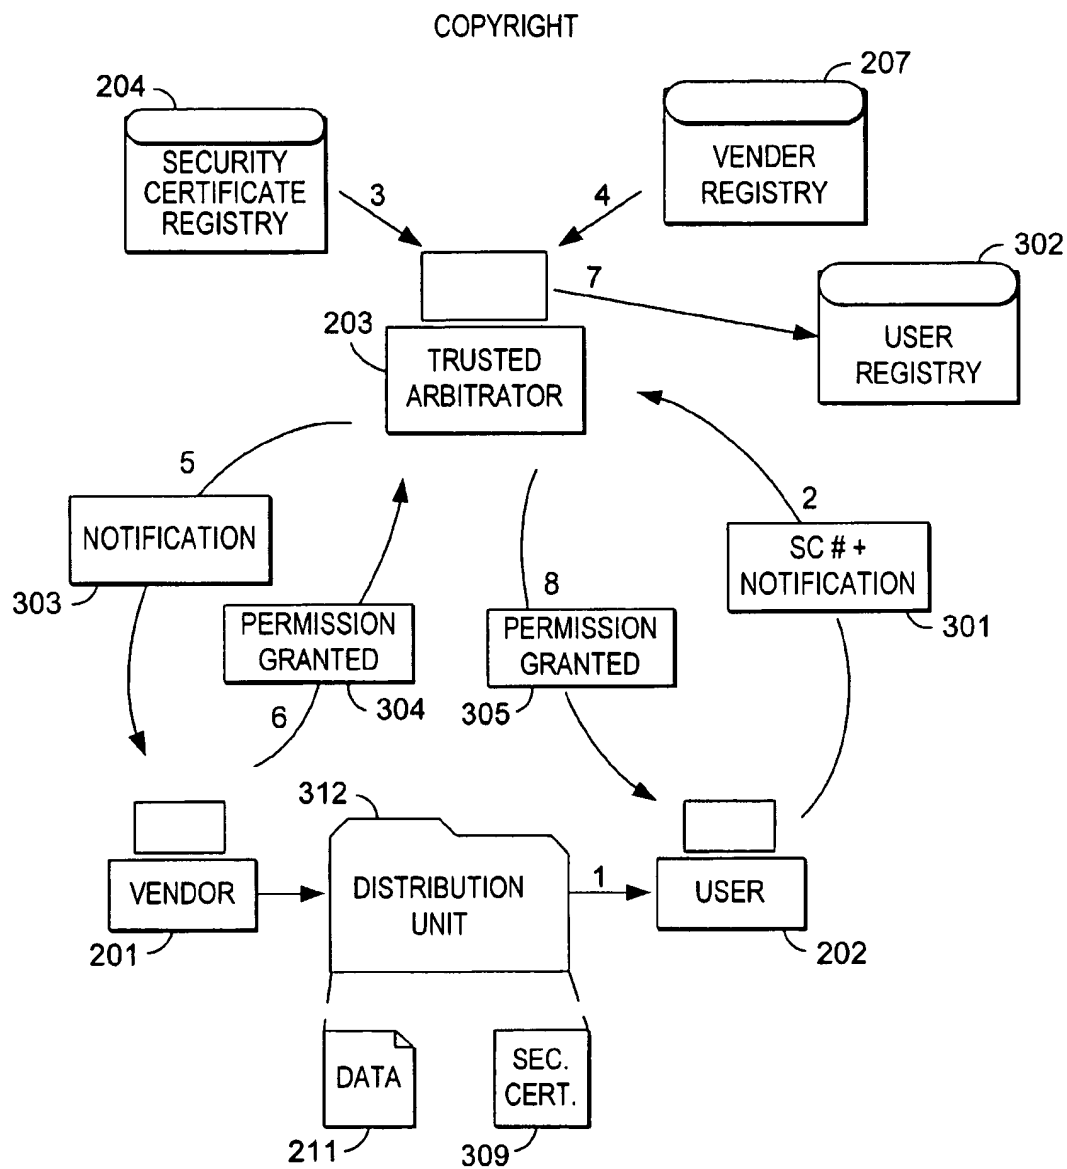 COPYRIGHT
204
207
SECURITY
CERTIFICATE
REGISTRY
VENDER
REGISTRY
3
4
302
7
203
USER
REGISTRY
TRUSTED
ARBITRATOR
5
2
NOTIFICATION
SC # +
NOTIFICATION
8
303
PERMISSION
GRANTED
PERMISSION
GRANTED
301
304
305
6
312
VENDOR
DISTRIBUTION
UNIT
1
USER
201
202
DATA
SEC.
CERT.
211
309